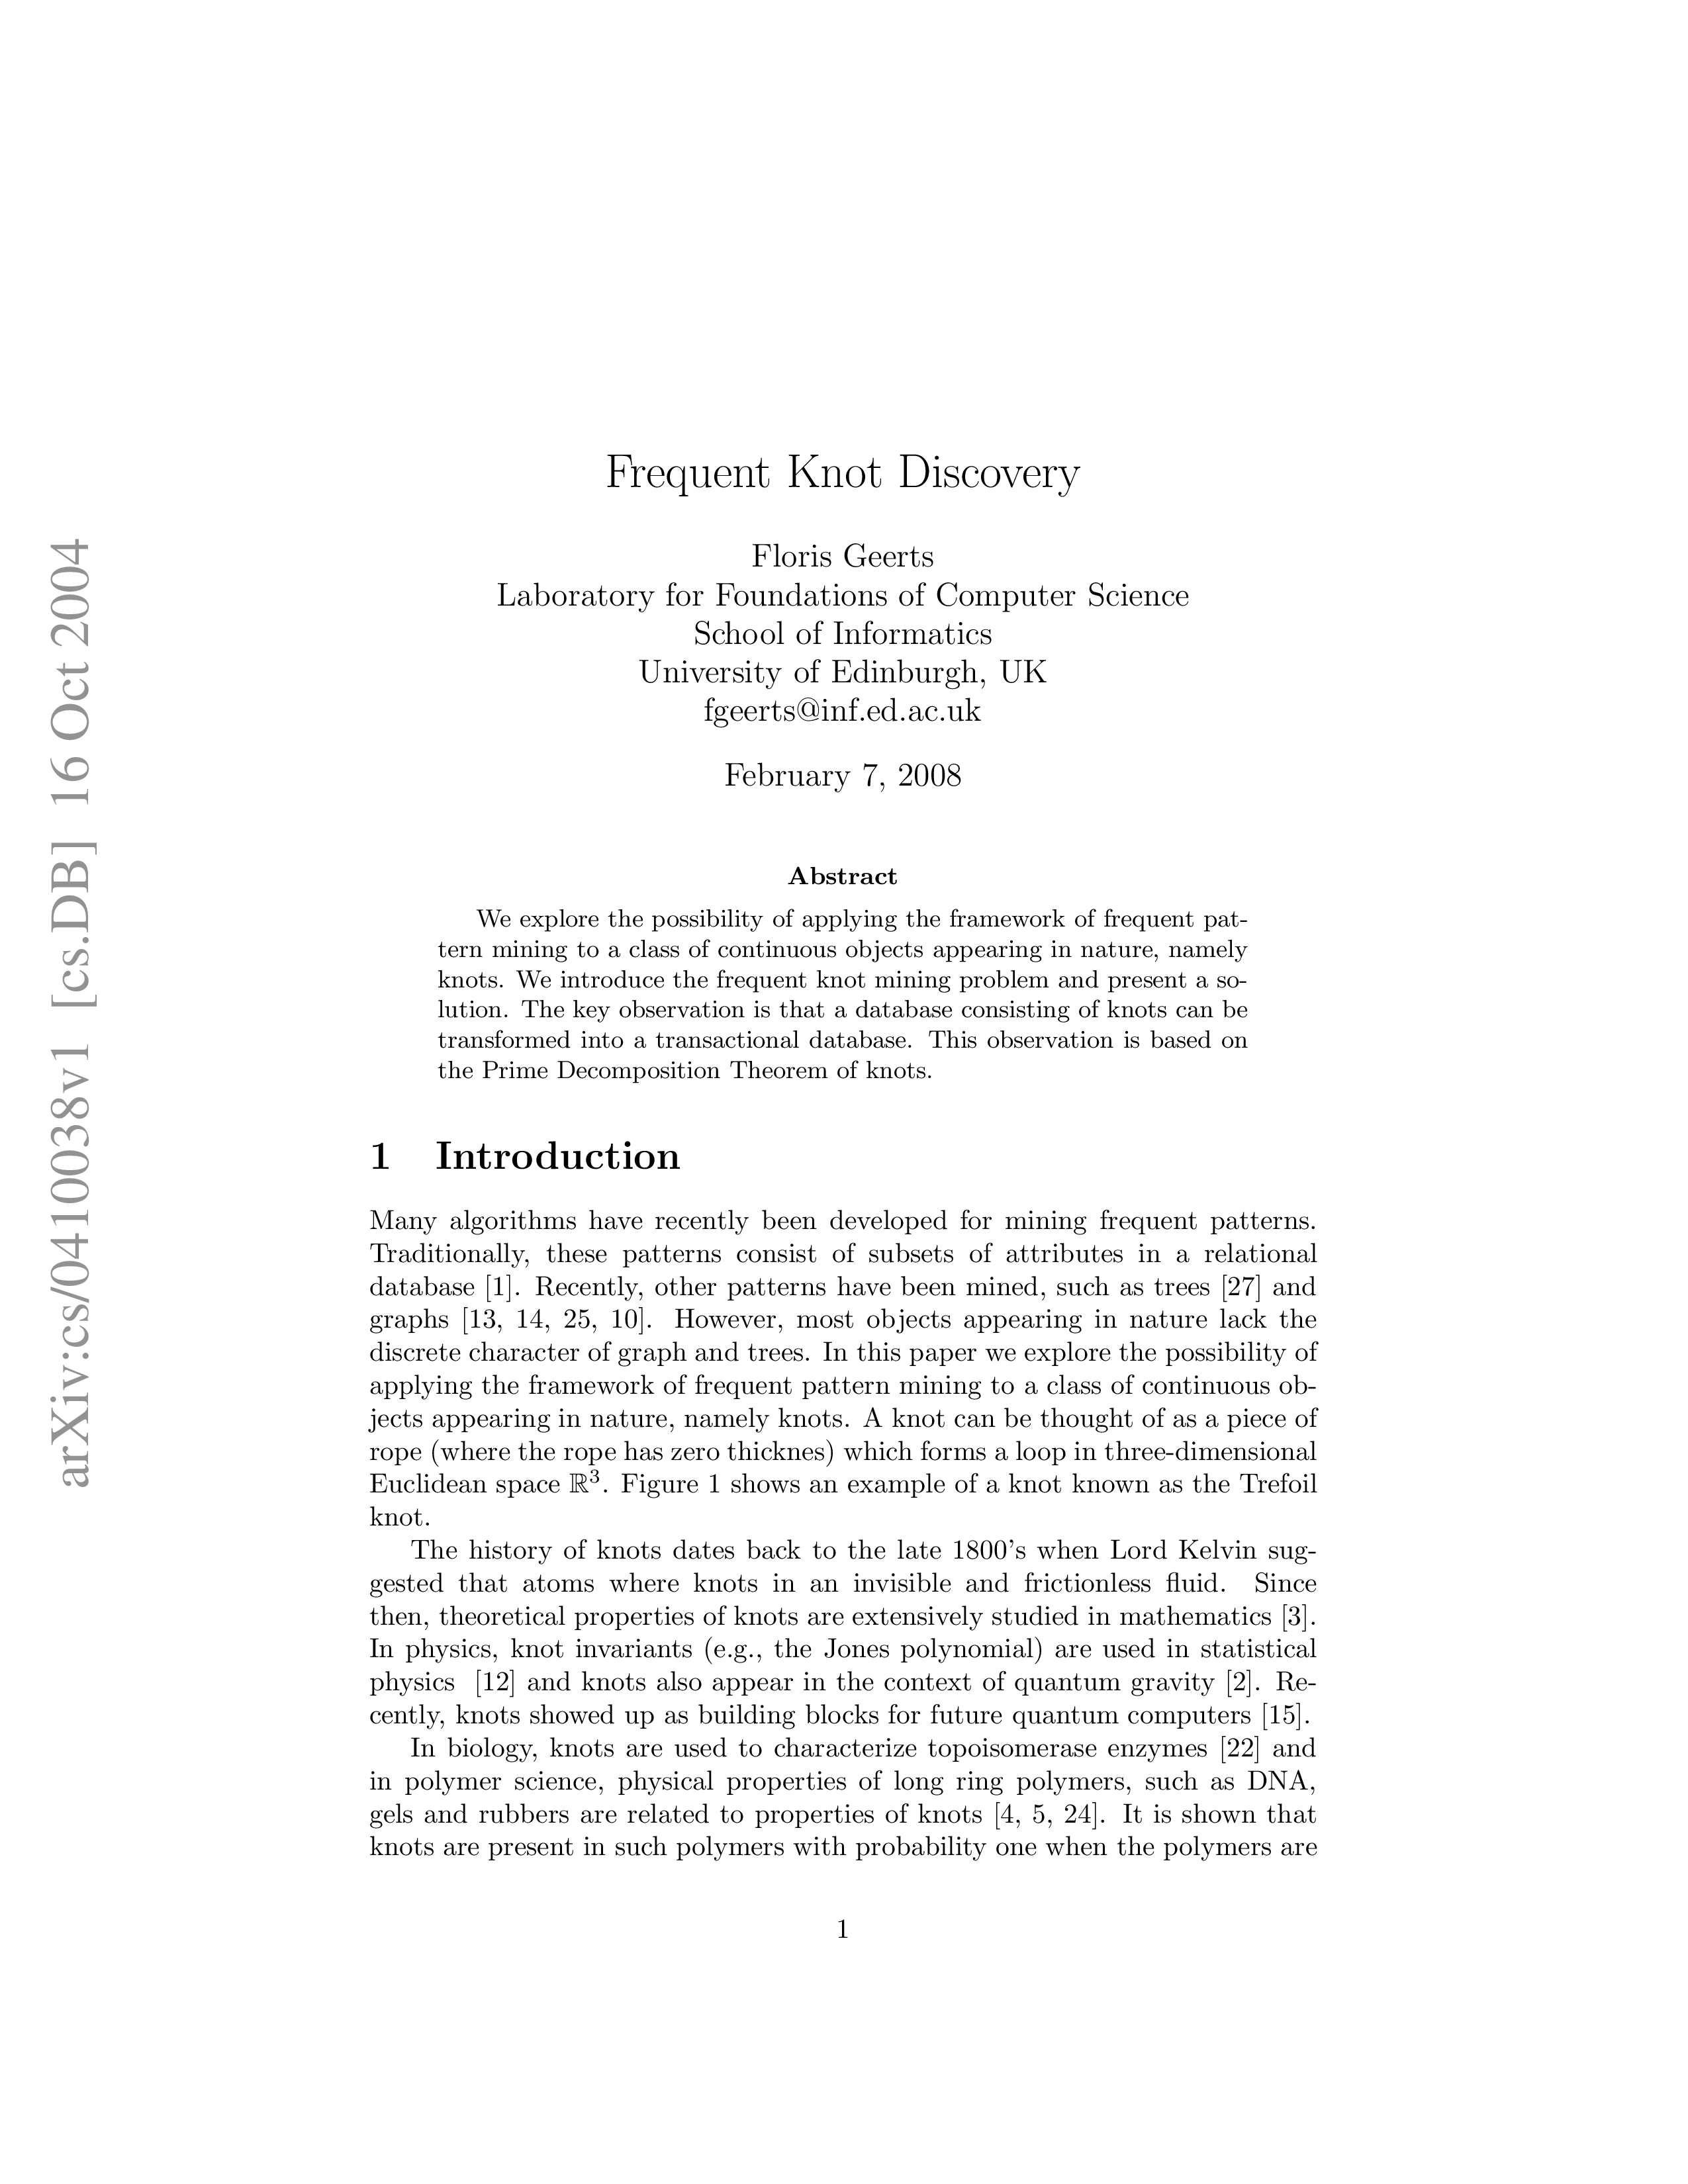 Frequent Knot Discovery
Floris Geerts
Laboratory for Foundations of Computer Science
School of Informatics
University of Edinburgh, UK
fgeerts@inf.ed.ac.uk
February 7, 2008
Abstract
We explore the possibility of applying the framework of frequent pat-
tern mining to a class of continuous objects appearing in nature, namely
knots. We introduce the frequent knot mining problem and present a so-
lution. The key observation is that a database consisting of knots can be
transformed into a transactional database. This observation is based on
the Prime Decomposition Theorem of knots.
1 Introduction
Many algorithms have recently been developed for mining frequent patterns.
Traditionally, these patterns consist of subsets of attributes in a relational
database [1]. Recently, other patterns have been mined, such as trees [27] and
graphs [13, 14, 25, 10]. However, most objects appearing in nature lack the
discrete character of graph and trees. In this paper we explore the possibility of
applying the framework of frequent pattern mining to a class of continuous ob-
jects appearing in nature, namely knots. A knot can be thought of as a piece of
rope (where the rope has zero thicknes) which forms a loop in three-dimensional
Euclidean space ℝ³. Figure 1 shows an example of a knot known as the Trefoil
knot.
The history of knots dates back to the late 1800's when Lord Kelvin sug-
gested that atoms where knots in an invisible and frictionless fluid. Since
then, theoretical properties of knots are extensively studied in mathematics [3].
In physics, knot invariants (e.g., the Jones polynomial) are used in statistical
physics [12] and knots also appear in the context of quantum gravity [2]. Re-
cently, knots showed up as building blocks for future quantum computers [15].
In biology, knots are used to characterize topoisomerase enzymes [22] and
in polymer science, physical properties of long ring polymers, such as DNA,
gels and rubbers are related to properties of knots [4, 5, 24]. It is shown that
knots are present in such polymers with probability one when the polymers are
1
arXiv:cs/0410038v1 [cs.DB] 16 Oct 2004